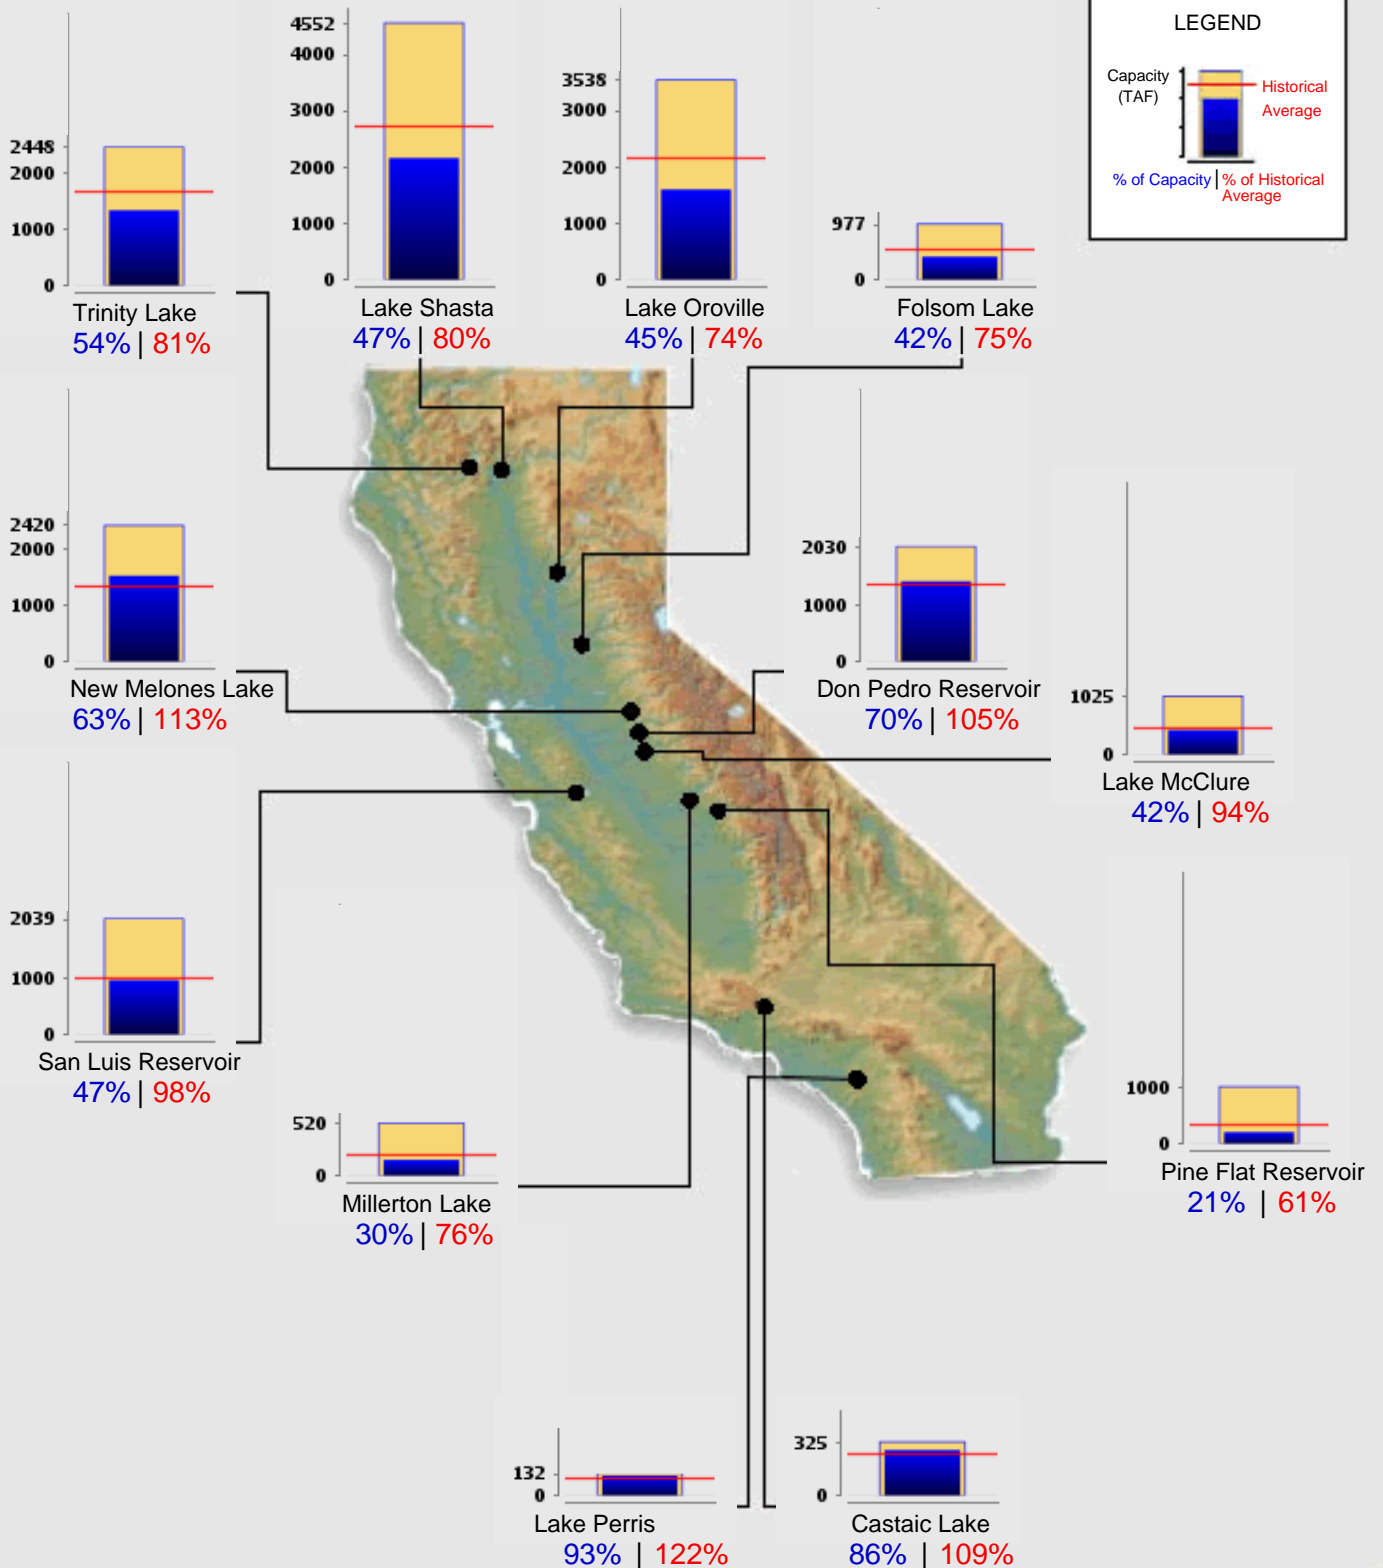 LEGEND
Capacity
(TAF)
Historical
Average
% of Capacity | % of Historical
Average
2448
2000
1000
0
Trinity Lake
54% | 81%
4552
4000
3000
2000
1000
0
Lake Shasta
47% | 80%
3538
3000
2000
1000
0
Lake Oroville
45% | 74%
977
0
Folsom Lake
42% | 75%
2420
2000
1000
0
New Melones Lake
63% | 113%
2030
1000
0
Don Pedro Reservoir
70% | 105%
1025
0
Lake McClure
42% | 94%
2039
1000
0
San Luis Reservoir
47% | 98%
520
0
Millerton Lake
30% | 76%
1000
0
Pine Flat Reservoir
21% | 61%
132
0
Lake Perris
93% | 122%
325
0
Castaic Lake
86% | 109%